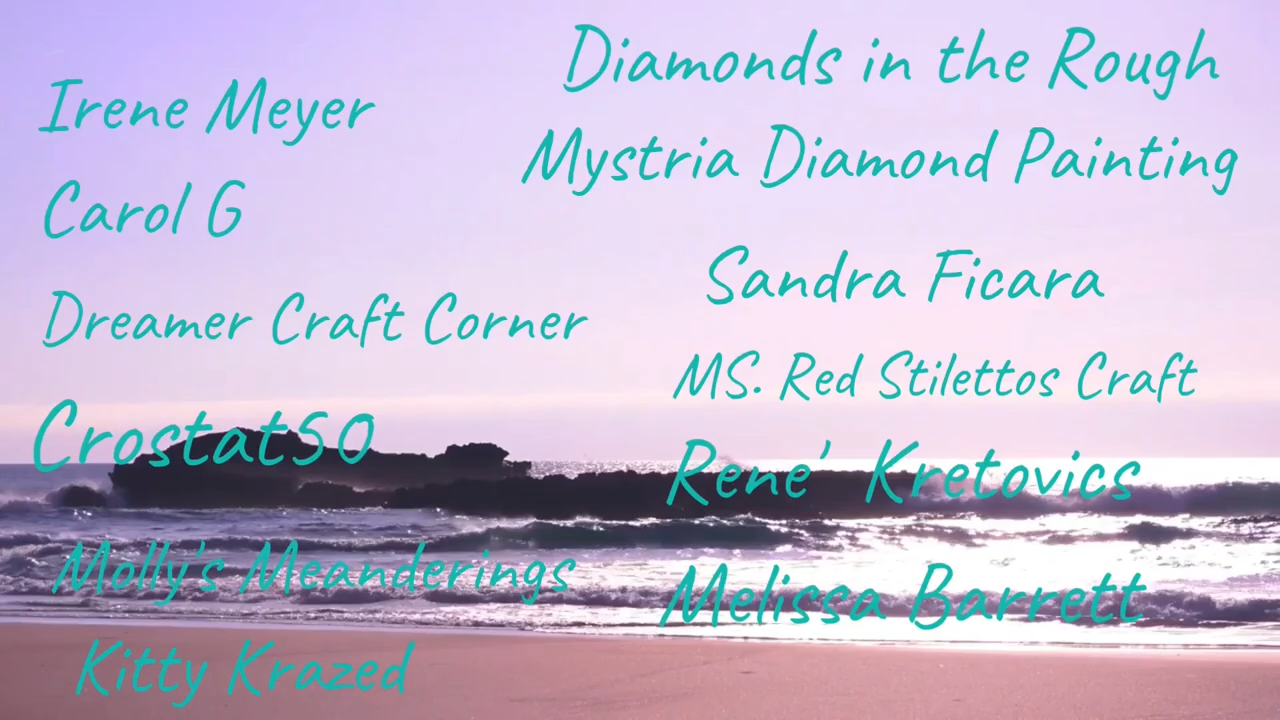 Irene Meyer
Carol G
Dreamer Craft Corner
Crostat50
Molly's Meanderings
Kitty Krazed
Diamonds in the Rough
Mystria Diamond Painting
Sandra Ficara
MS. Red Stilettos Craft
Rene' Kretovics
Melissa Barrett